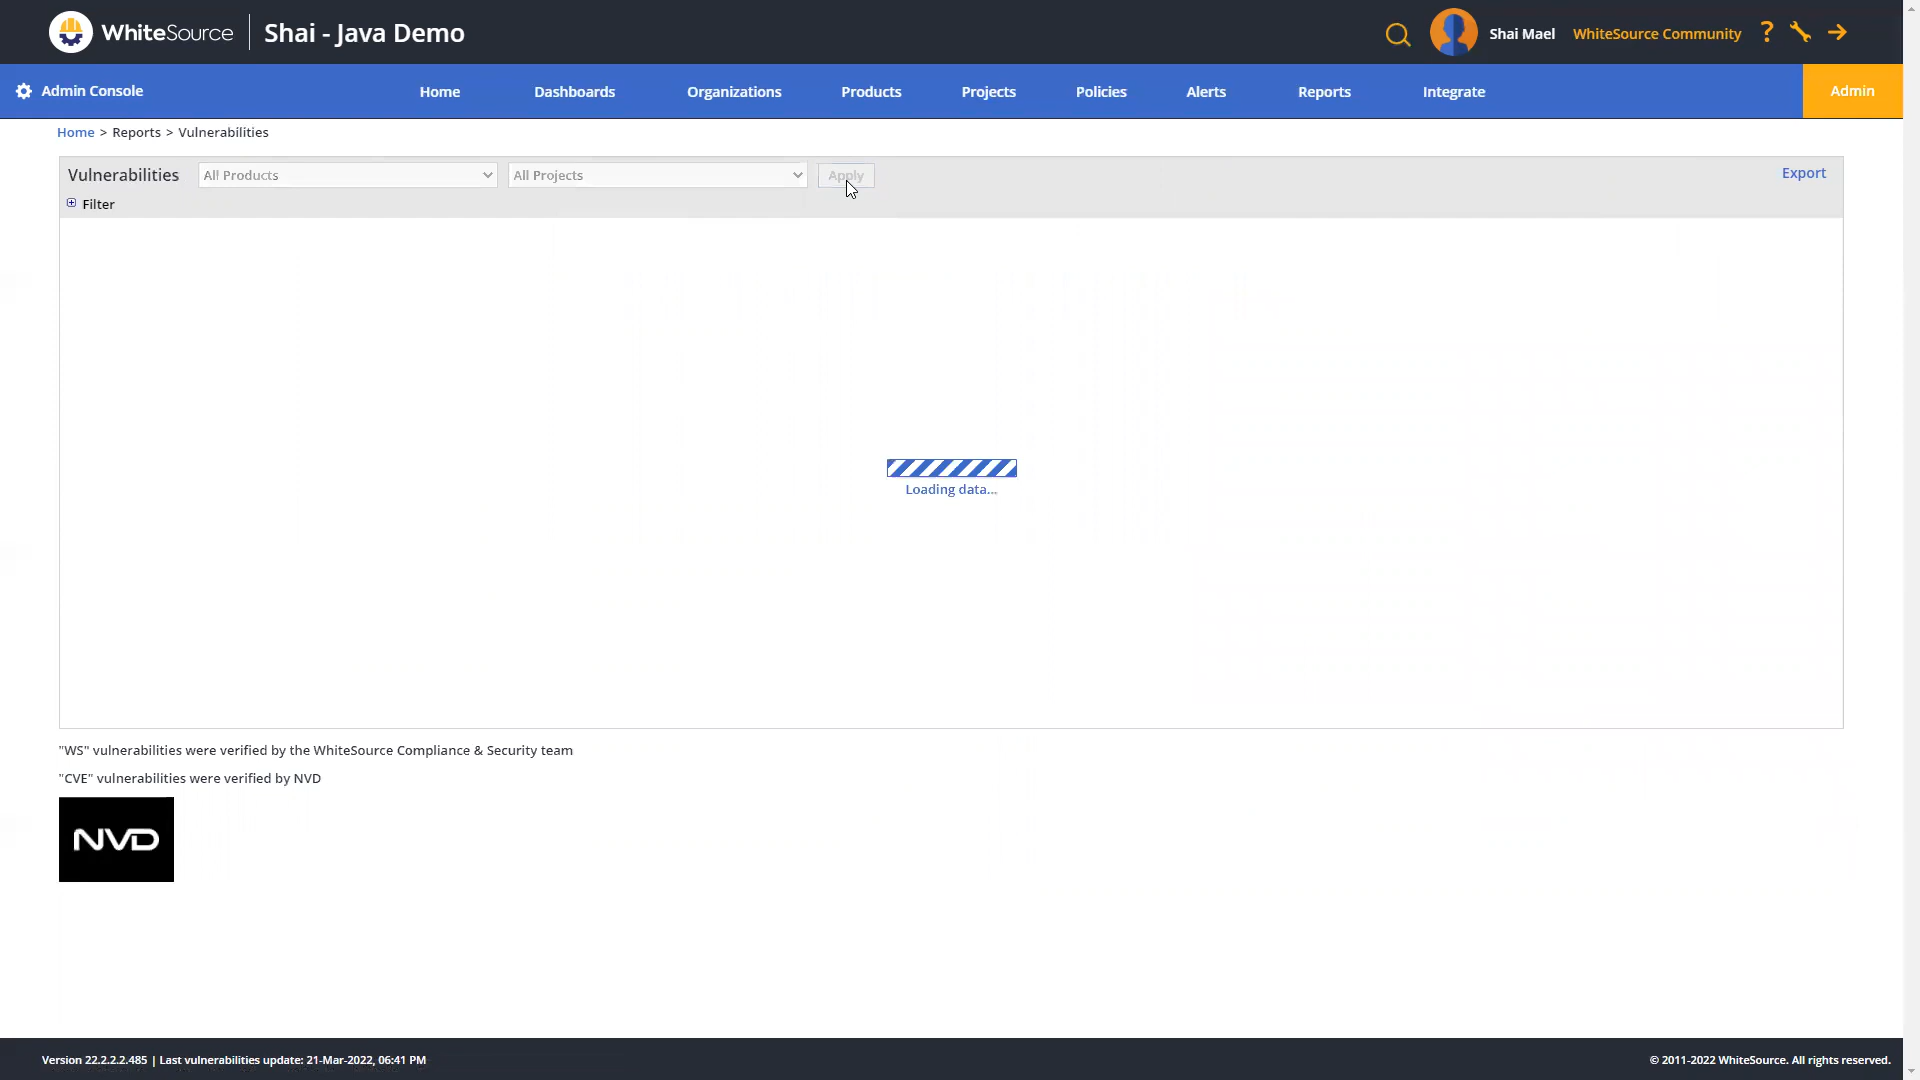 WhiteSource
Shai - Java Demo
Shai Mael
WhiteSource Community
?
Admin Console
Home
Dashboards
Organizations
Products
Projects
Policies
Alerts
Reports
Integrate
Admin
Home > Reports > Vulnerabilities
Vulnerabilities
All Products
All Projects
Apply
Export
Filter
Loading data...
"WS" vulnerabilities were verified by the WhiteSource Compliance & Security team
"CVE" vulnerabilities were verified by NVD
NVD
Version 22.2.2.2.485 | Last vulnerabilities update: 21-Mar-2022, 06:41 PM
© 2011-2022 WhiteSource. All rights reserved.